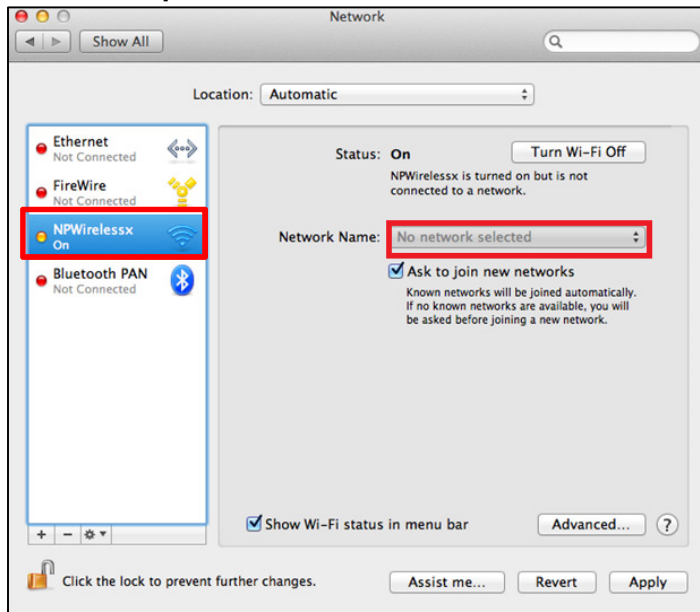 Network
Show All
Location: Automatic
Ethernet
Not Connected
FireWire
Not Connected
NPWirelessx
On
Bluetooth PAN
Not Connected
Status: On
Turn Wi-Fi Off
NPWirelessx is turned on but is not
connected to a network.
Network Name: No network selected
Ask to join new networks
Known networks will be joined automatically.
If no known networks are available, you will
be asked before joining a new network.
Show Wi-Fi status in menu bar
Advanced...
?
Click the lock to prevent further changes.
Assist me...
Revert
Apply